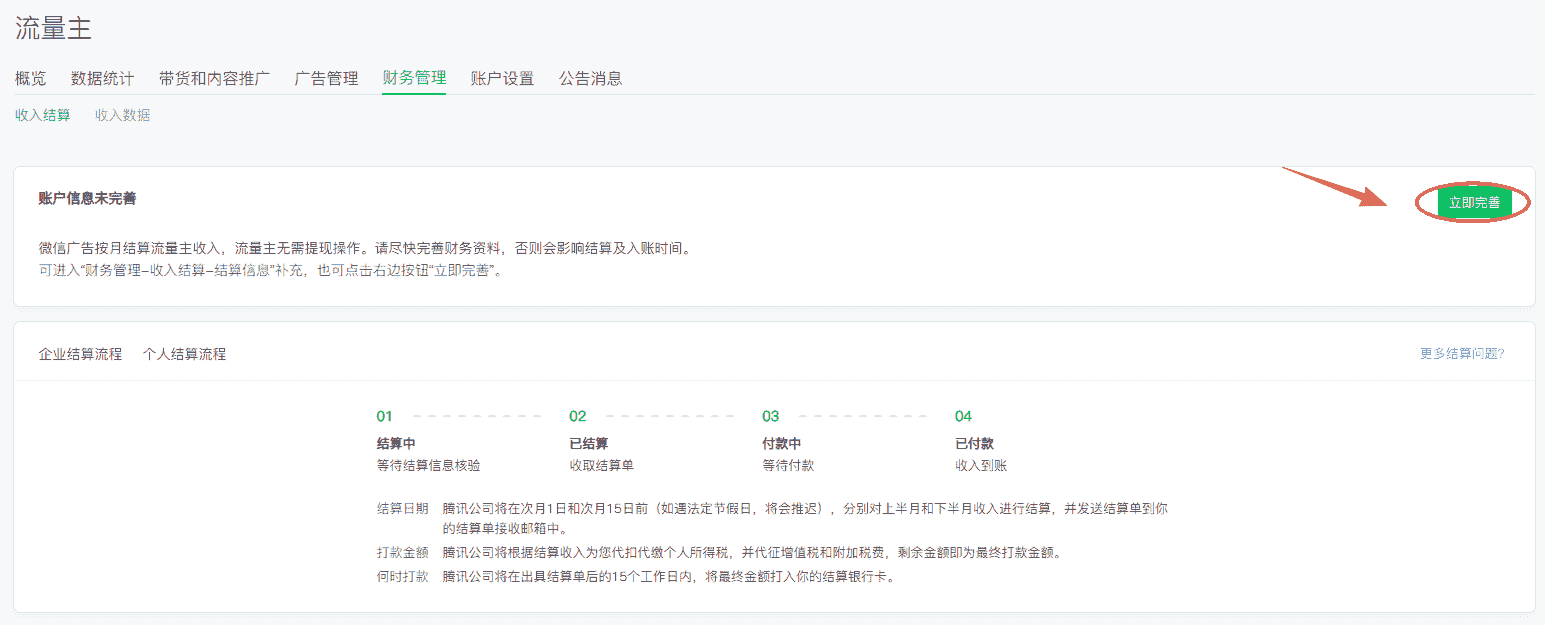 流量主
概览 数据统计 带货和内容推广 广告管理 财务管理 账户设置 公告消息
收入结算 收入数据
账户信息未完善
立即完善
微信广告按月结算流量主收入，流量主无需提现操作。请尽快完善财务资料，否则会影响结算及入账时间。
可进入“财务管理–收入结算–结算信息”补充，也可点击右边按钮“立即完善”。
企业结算流程 个人结算流程 更多结算问题?
01 02 03 04
结算中 已结算 付款中 已付款
等待结算信息核验 收取结算单 等待付款 收入到账
结算日期 腾讯公司将在次月1日和次月15日前（如遇法定节假日，将会推迟），分别对上半月和下半月收入进行结算，并发送结算单到你
的结算单接收邮箱中。
打款金额 腾讯公司将根据结算收入为您代扣代缴个人所得税，并代征增值税和附加税费，剩余金额即为最终打款金额。
何时打款 腾讯公司将在出具结算单后的15个工作日内，将最终金额打入你的结算银行卡。